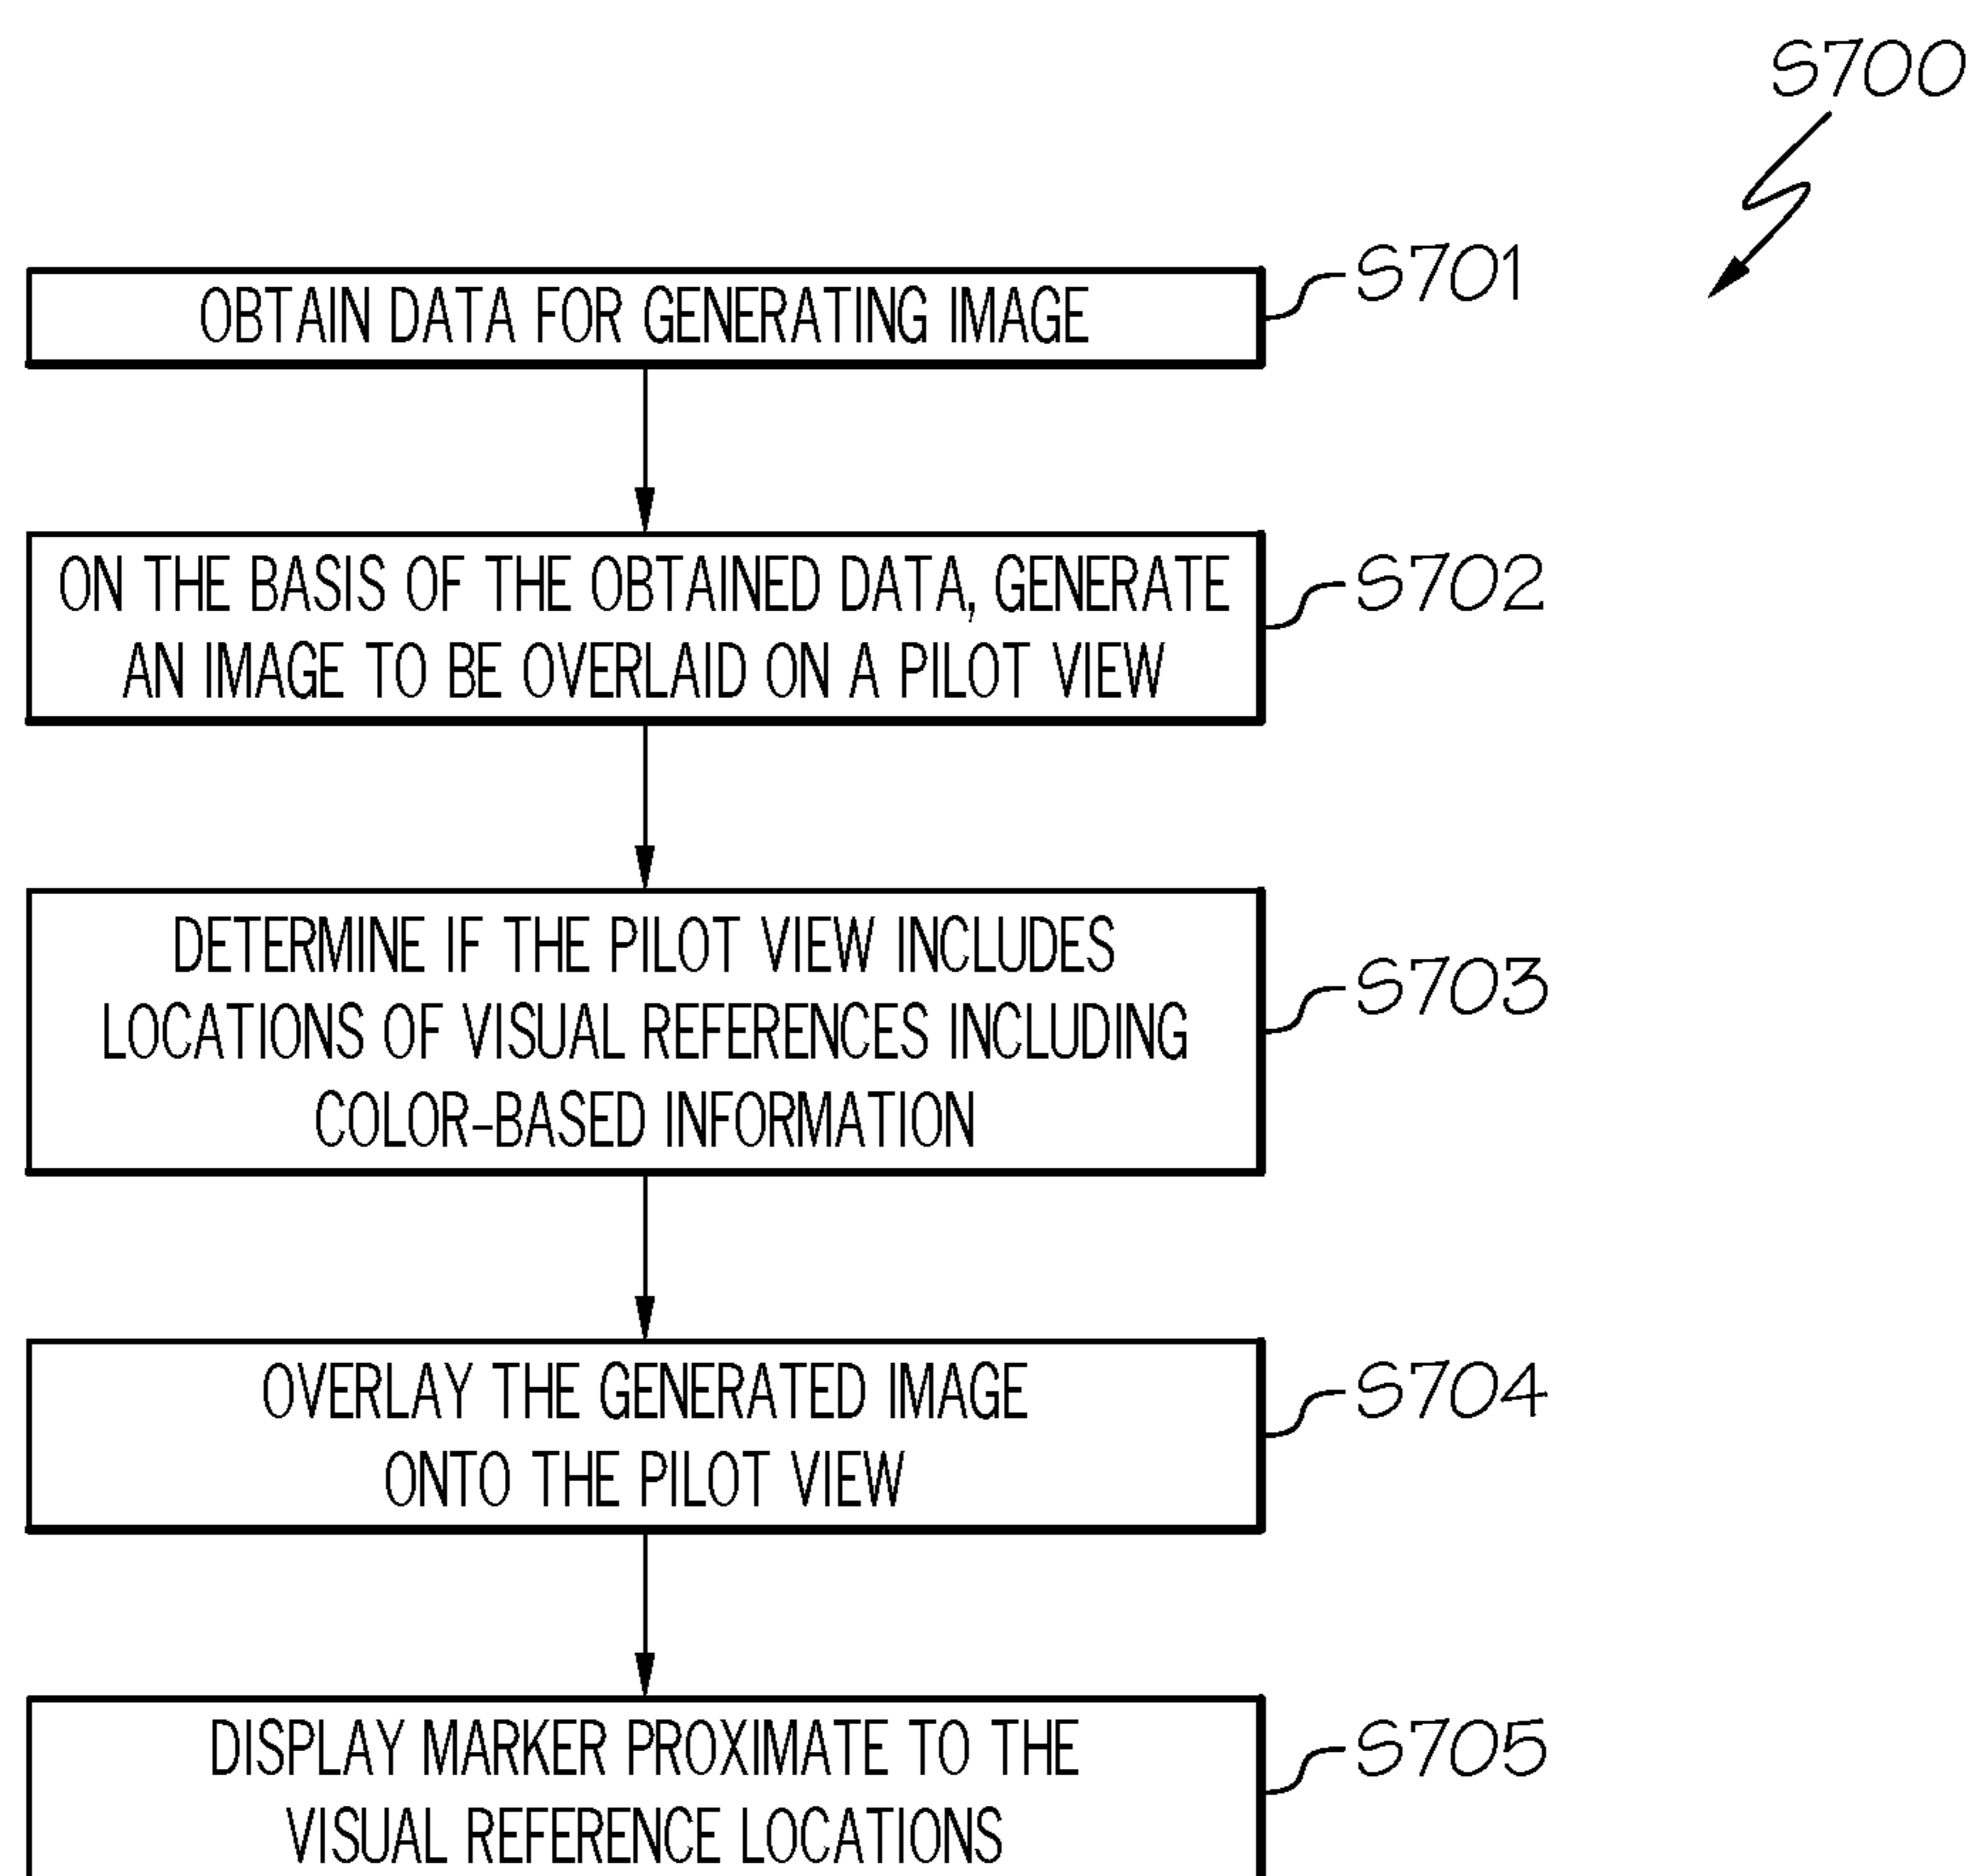 S700
OBTAIN DATA FOR GENERATING IMAGE
S701
ON THE BASIS OF THE OBTAINED DATA, GENERATE
AN IMAGE TO BE OVERLAID ON A PILOT VIEW
S702
DETERMINE IF THE PILOT VIEW INCLUDES
LOCATIONS OF VISUAL REFERENCES INCLUDING
COLOR-BASED INFORMATION
S703
OVERLAY THE GENERATED IMAGE
ONTO THE PILOT VIEW
S704
DISPLAY MARKER PROXIMATE TO THE
VISUAL REFERENCE LOCATIONS
S705